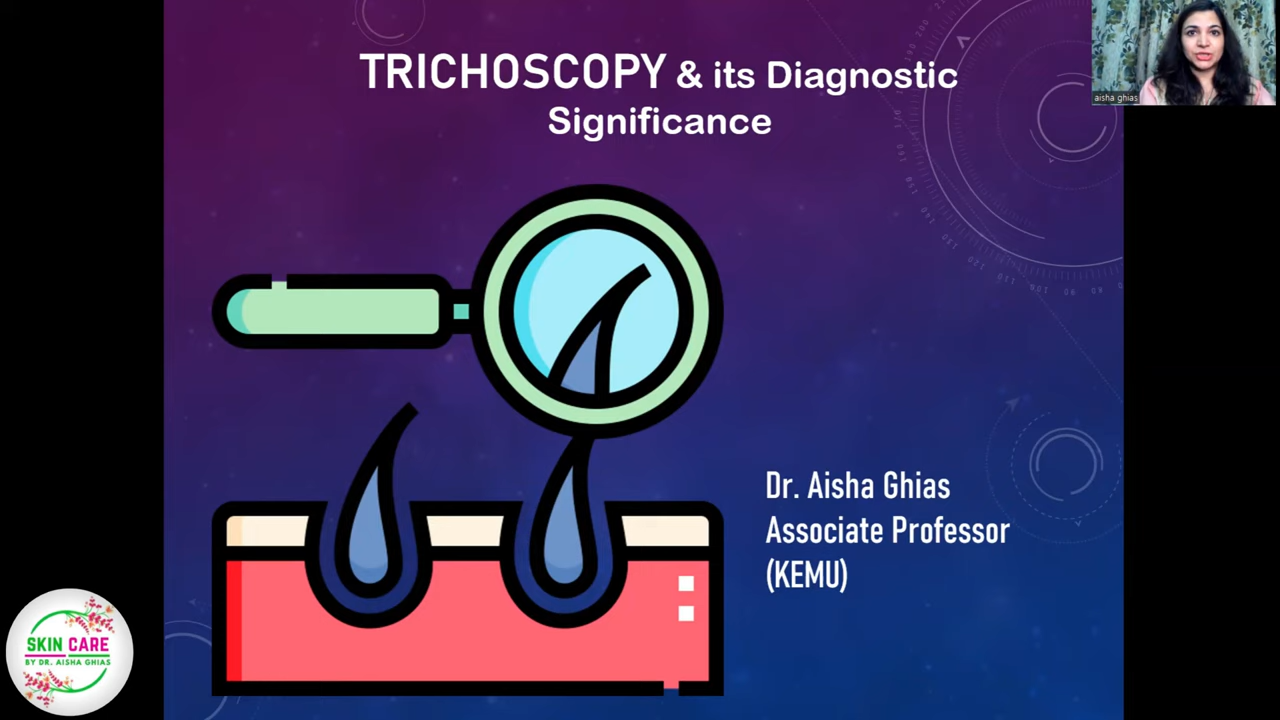 TRICHOSCOPY & its Diagnostic
Significance
aisha ghias
Dr. Aisha Ghias
Associate Professor
(KEMU)
SKIN CARE
BY DR. AISHA GHIAS